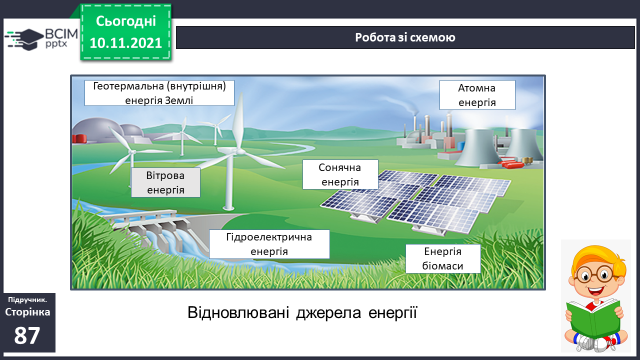 Сьогодні
10.11.2021
BCIM
pptx
Робота зі схемою
Геотермальна (внутрішня)
енергія Землі
Атомна
енергія
Вітрова
енергія
Сонячна
енергія
Гідроелектрична
енергія
Енергія
біомаси
Підручник.
Сторінка
87
Відновлювані джерела енергії